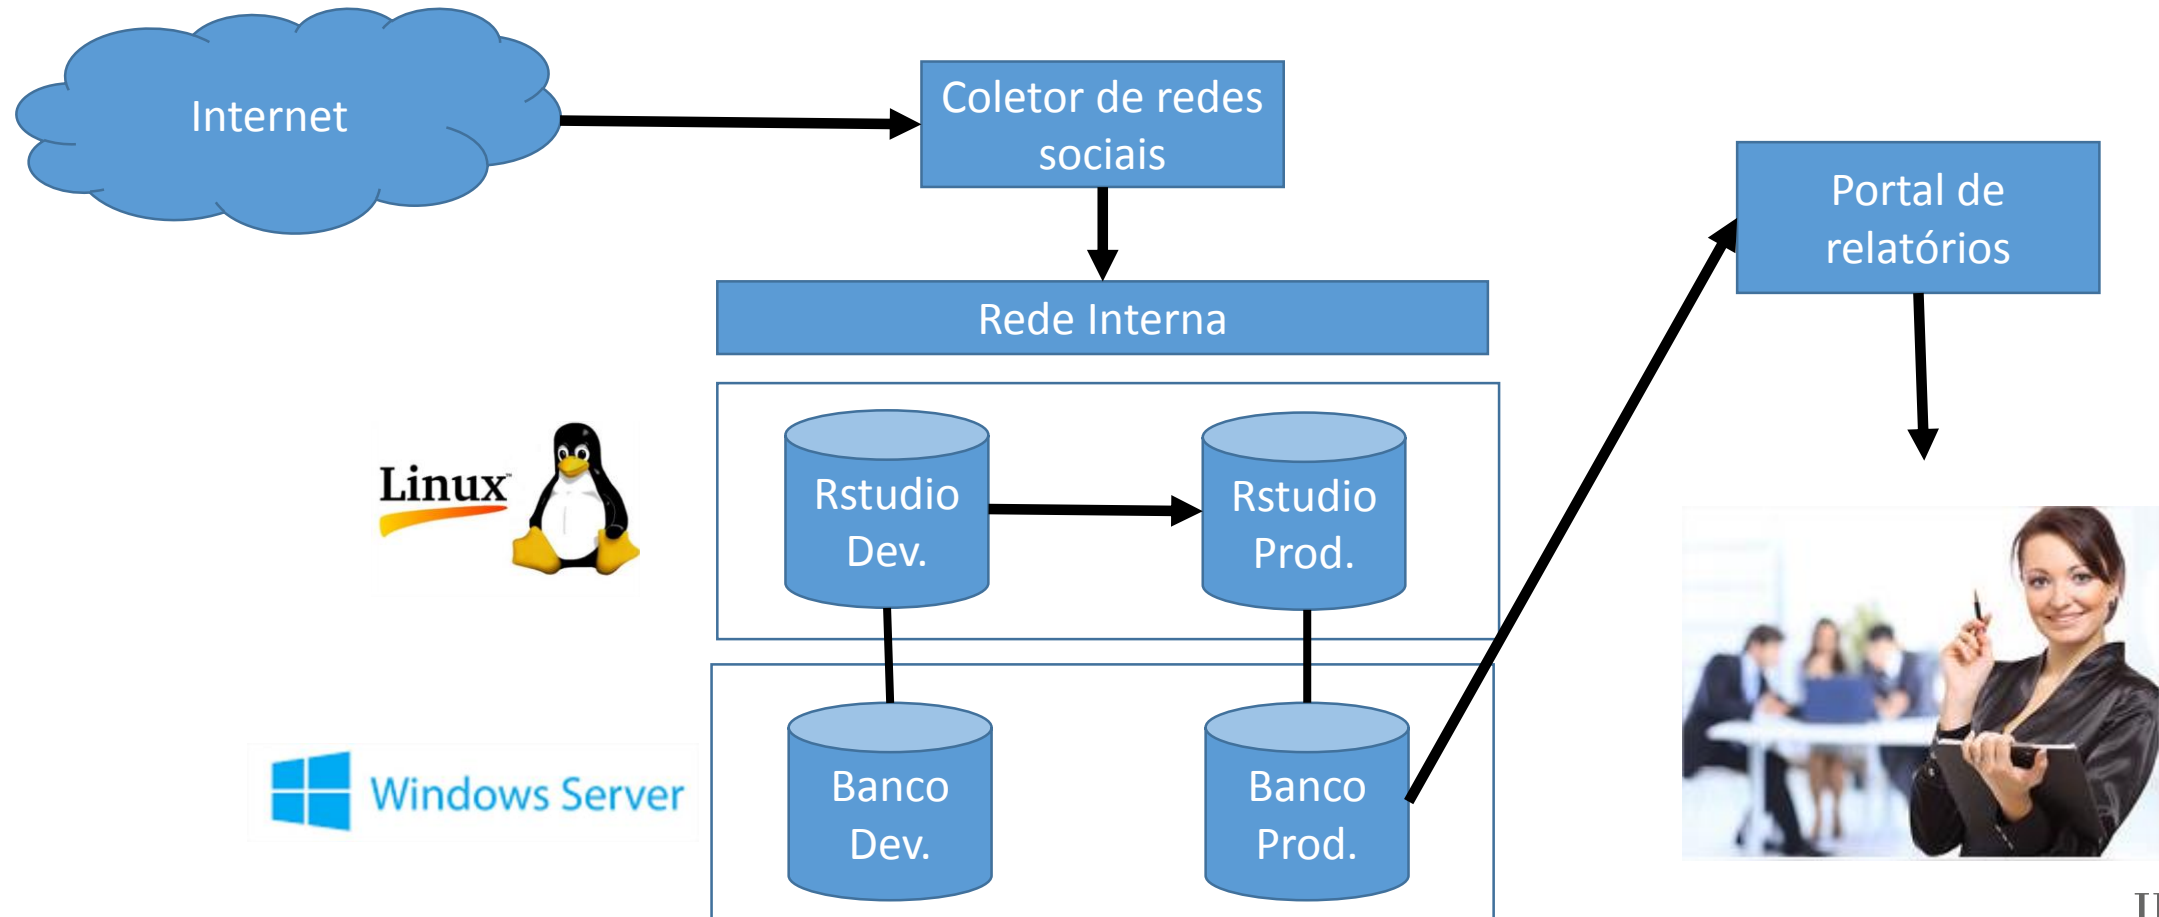 Internet
Coletor de redes
sociais
Portal de
relatórios
Rede Interna
Linux
Rstudio
Dev.
Rstudio
Prod.
Windows Server
Banco
Dev.
Banco
Prod.